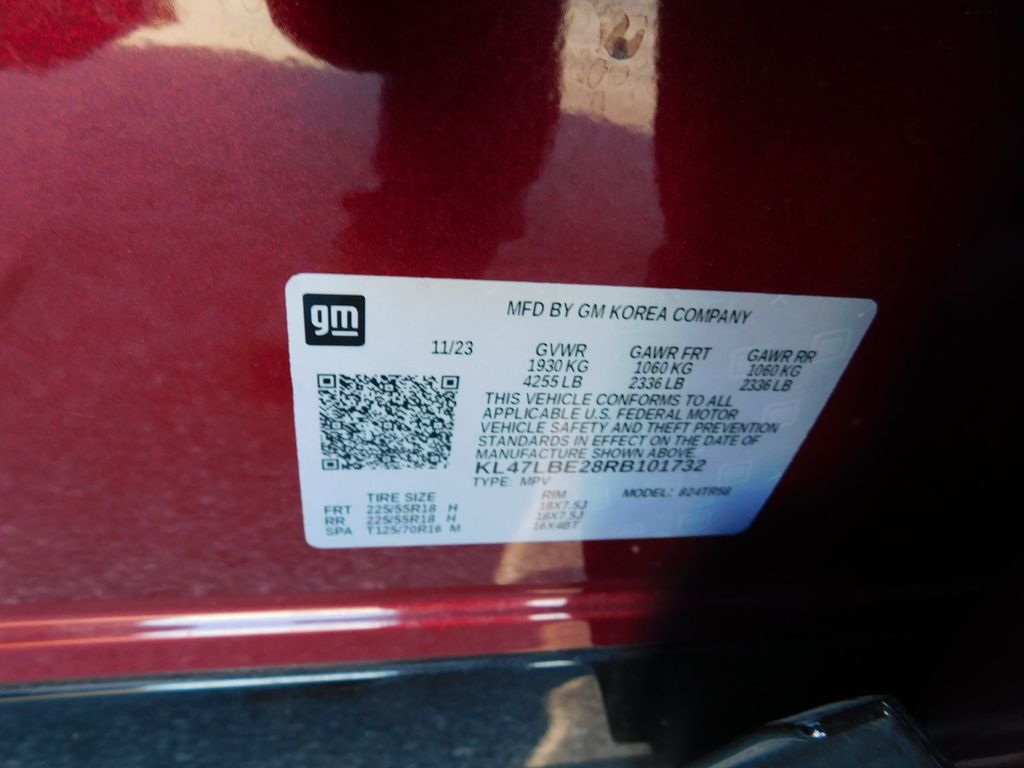 gm
MFD BY GM KOREA COMPANY
11/23 GVWR GAWR FRT GAWR RR
1930 KG 1060 KG 1060 KG
4255 LB 2336 LB 2336 LB
THIS VEHICLE CONFORMS TO ALL
APPLICABLE U.S. FEDERAL MOTOR
VEHICLE SAFETY AND THEFT PREVENTION
STANDARDS IN EFFECT ON THE DATE OF
MANUFACTURE SHOWN ABOVE.
KL47LBE28RB101732
TYPE: MPV MODEL: 824TR58
TIRE SIZE RIM
FRT 225/55R18 H 18X7.5J
RR 225/55R18 H 18X7.5J
SPA T125/70R16 M 16X4BT